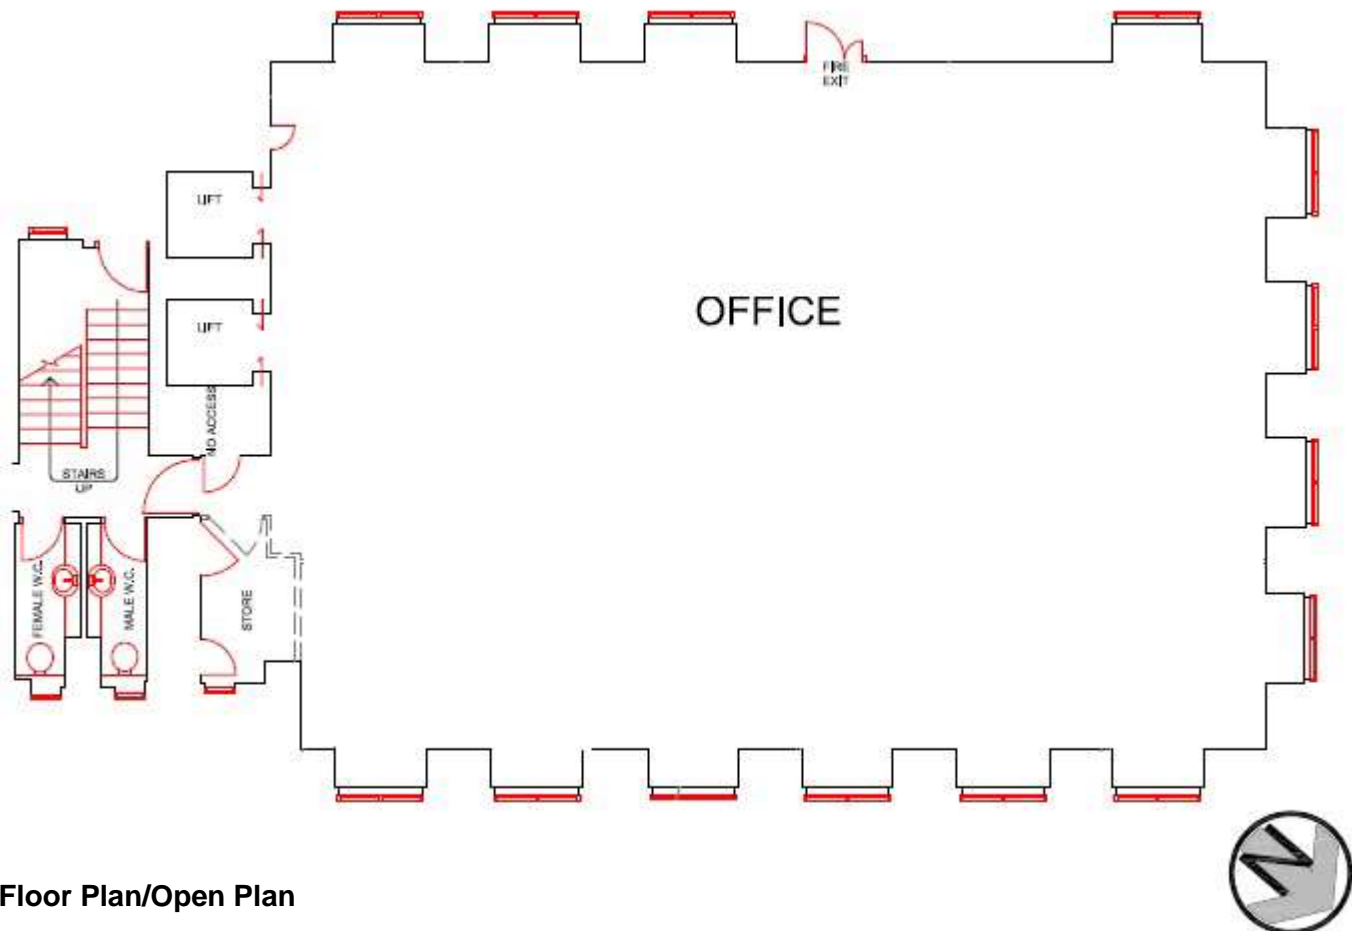 FIRE
EXIT
LIFT
OFFICE
LIFT
NO ACCESS
STAIRS
UP
FEMALE W.C.
MALE W.C.
STORE
N
Floor Plan/Open Plan